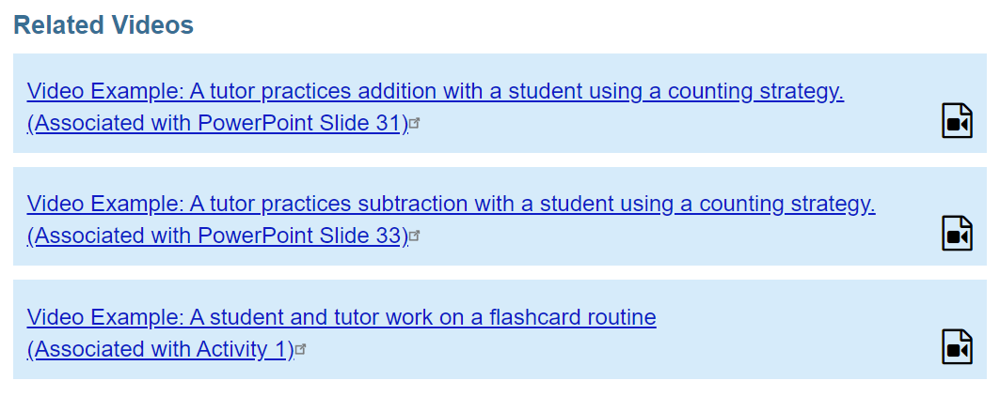 Related Videos
Video Example: A tutor practices addition with a student using a counting strategy.
(Associated with PowerPoint Slide 31)
Video Example: A tutor practices subtraction with a student using a counting strategy.
(Associated with PowerPoint Slide 33)
Video Example: A student and tutor work on a flashcard routine
(Associated with Activity 1)